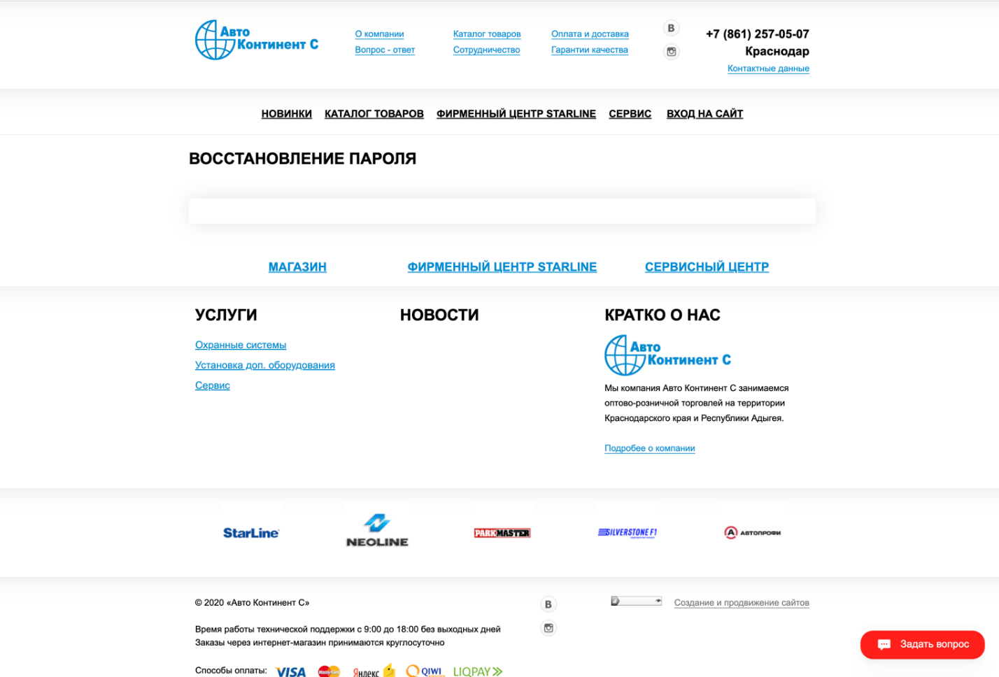 Авто
Континент С
О компании
Вопрос - ответ
Каталог товаров
Сотрудничество
Оплата и доставка
Гарантии качества
В
+7 (861) 257-05-07
Краснодар
Контактные данные
НОВИНКИ КАТАЛОГ ТОВАРОВ ФИРМЕННЫЙ ЦЕНТР STARLINE СЕРВИС ВХОД НА САЙТ
ВОССТАНОВЛЕНИЕ ПАРОЛЯ
МАГАЗИН ФИРМЕННЫЙ ЦЕНТР STARLINE СЕРВИСНЫЙ ЦЕНТР
УСЛУГИ
Охранные системы
Установка доп. оборудования
Сервис
НОВОСТИ
КРАТКО О НАС
Авто
Континент С
Мы компания Авто Континент С занимаемся
оптово-розничной торговлей на территории
Краснодарского края и Республики Адыгея.
Подробее о компании
StarLine
NEOLINE
PARKMASTER
SILVERSTONE F1
А АВТОПРОФИ
© 2020 «Авто Континент С»
В
Создание и продвижение сайтов
Время работы технической поддержки с 9:00 до 18:00 без выходных дней
Заказы через интернет-магазин принимаются круглосуточно
Задать вопрос
Способы оплаты: VISA MasterCard Яндекс QIWI LIQPAY